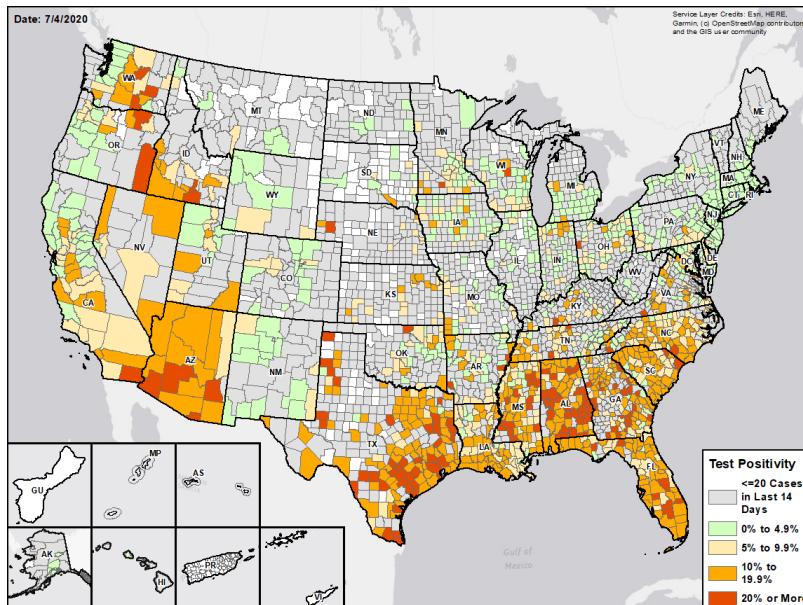 Date: 7/4/2020
Service Layer Credits: Esri, HERE,
Garmin, (c) OpenStreetMap contributors
and the GIS user community
WA
MT
ND
MN
ME
OR
ID
SD
WI
VT
NH
WY
MI
NY
MA
CT
RI
NV
UT
NE
IA
PA
NJ
CO
IL
IN
OH
DE
DC
MD
CA
KS
MO
WV
VA
KY
AZ
NM
OK
AR
TN
NC
SC
TX
MS
AL
GA
LA
FL
GU
MP
AS
AK
HI
PR
VI
Gulf of
Mexico
Test Positivity
<=20 Cases
in Last 14
Days
0% to 4.9%
5% to 9.9%
10% to
19.9%
20% or More